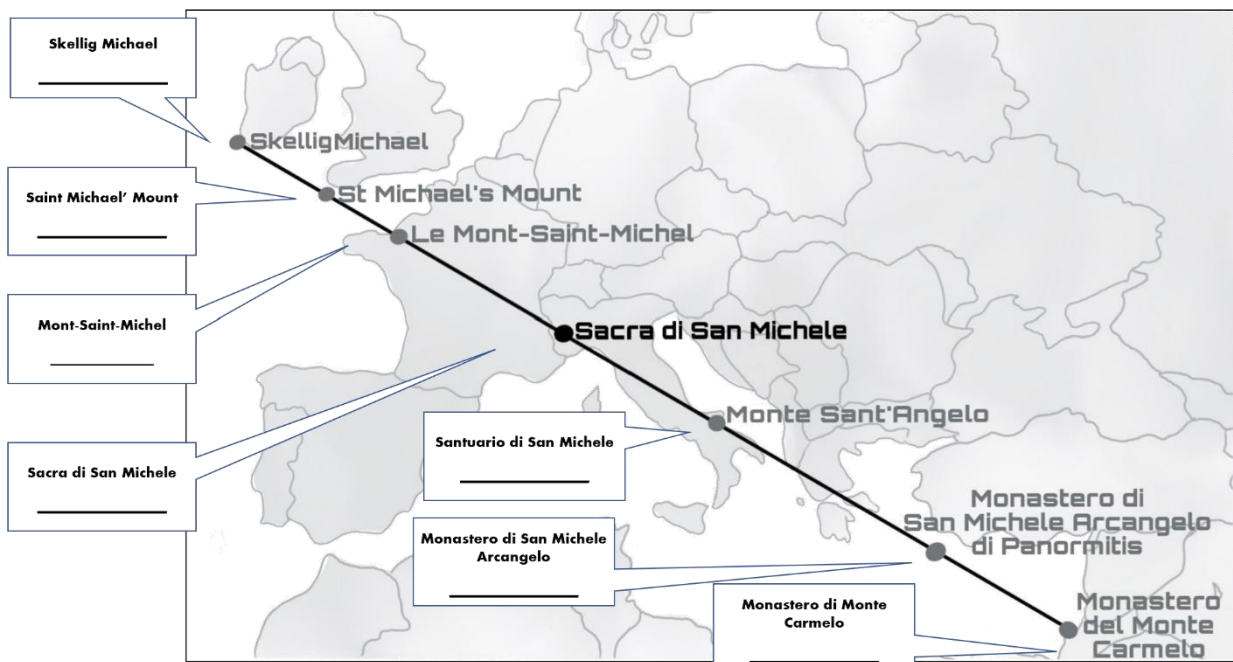 Skellig Michael
SkelligMichael
Saint Michael' Mount
St Michael's Mount
Le Mont-Saint-Michel
Mont-Saint-Michel
Sacra di San Michele
Sacra di San Michele
Santuario di San Michele
Monte Sant'Angelo
Monastero di San Michele
Arcangelo
Monastero di
San Michele Arcangelo
di Panormitis
Monastero di Monte
Carmelo
Monastero
del Monte
Carmelo